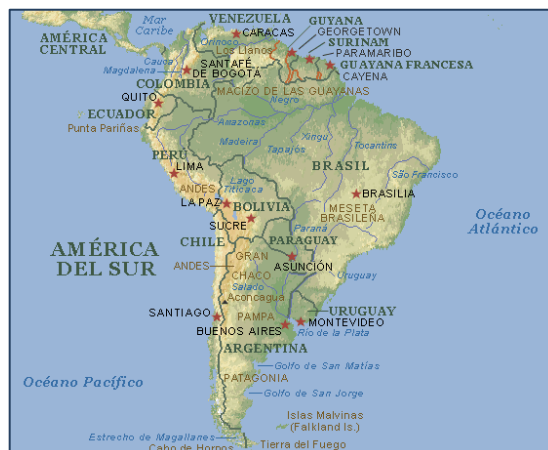 Mar
Caribe
VENEZUELA
CARACAS
GUYANA
GEORGETOWN
SURINAM
PARAMARIBO
GUAYANA FRANCESA
CAYENA
AMÉRICA
CENTRAL
Orinoco
Los Llanos
Cauca
Magdalena
SANTAFÉ
DE BOGOTÁ
COLOMBIA
MACIZO DE LAS GUAYANAS
QUITO
Negro
ECUADOR
Punta Pariñas
Amazonas
Madeira
Tapajós
Xingu
Tocantins
PERÚ
LIMA
BRASIL
São Francisco
ANDES
Lago
Titicaca
LA PAZ
BOLIVIA
BRASILIA
MESETA
BRASILEÑA
SUCRE
Paraná
Océano
Atlántico
AMÉRICA
DEL SUR
CHILE
PARAGUAY
ANDES
GRAN
CHACO
ASUNCIÓN
Salado
Uruguay
Aconcagua
SANTIAGO
PAMPA
URUGUAY
BUENOS AIRES
MONTEVIDEO
Río de la Plata
ARGENTINA
Golfo de San Matías
Océano Pacífico
PATAGONIA
Golfo de San Jorge
Islas Malvinas
(Falkland Is.)
Estrecho de Magallanes
Cabo de Hornos
Tierra del Fuego